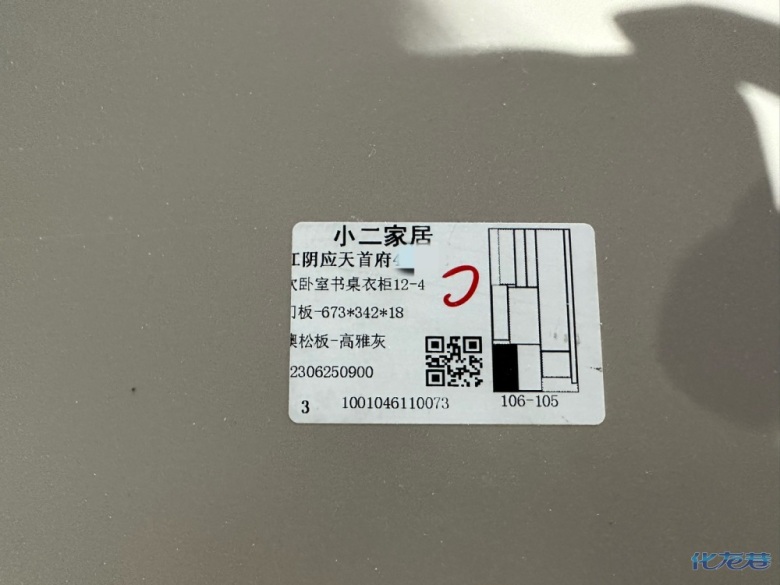 小二家居
江阴应天首府4
次卧室书桌衣柜12-4
门板-673*342*18
澳松板-高雅灰
2306250900
3 1001046110073 106-105
化龙巷